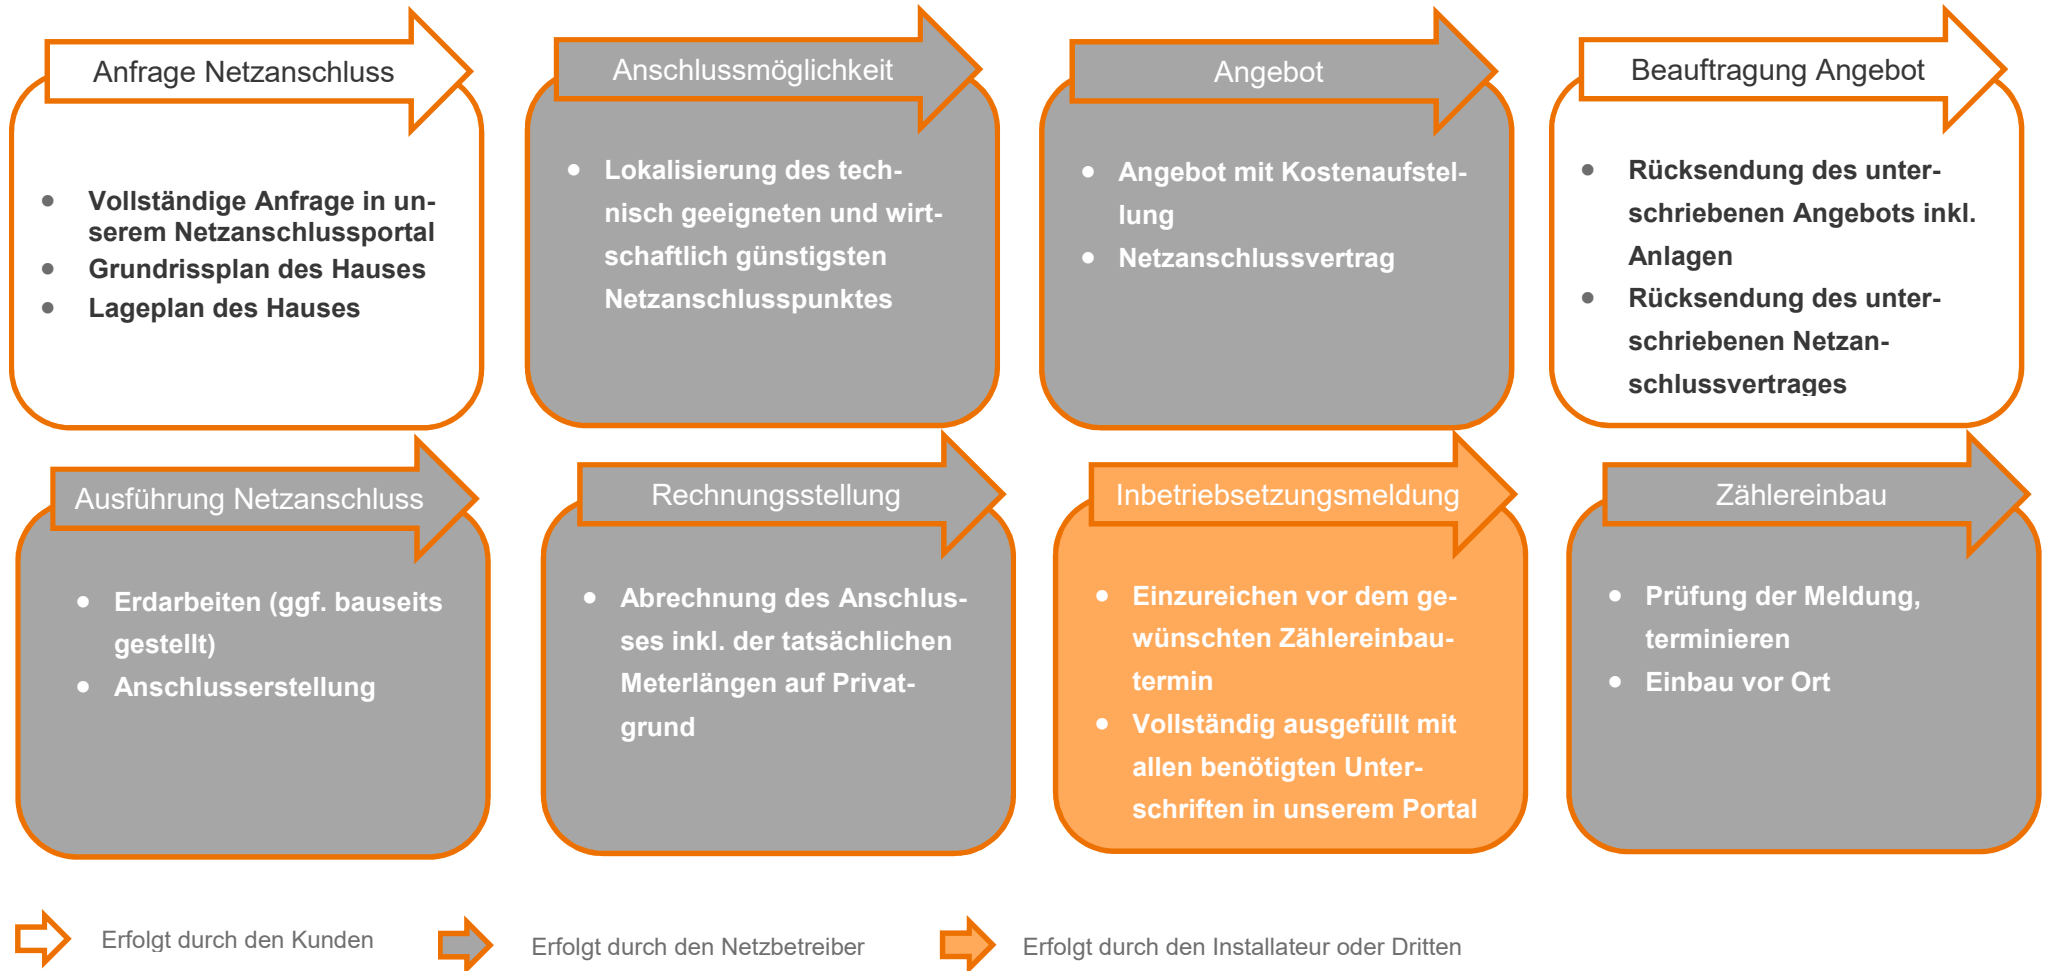 Anfrage Netzanschluss
• Vollständige Anfrage in un-
serem Netzanschlussportal
• Grundrissplan des Hauses
• Lageplan des Hauses
Anschlussmöglichkeit
• Lokalisierung des tech-
nisch geeigneten und wirt-
schaftlich günstigsten
Netzanschlusspunktes
Angebot
• Angebot mit Kostenaufstel-
lung
• Netzanschlussvertrag
Beauftragung Angebot
• Rücksendung des unter-
schriebenen Angebots inkl.
Anlagen
• Rücksendung des unter-
schriebenen Netzan-
schlussvertrages
Ausführung Netzanschluss
• Erdarbeiten (ggf. bauseits
gestellt)
• Anschlusserstellung
Rechnungsstellung
• Abrechnung des Anschlus-
ses inkl. der tatsächlichen
Meterlängen auf Privat-
grund
Inbetriebsetzungsmeldung
• Einzureichen vor dem ge-
wünschten Zählereinbau-
termin
• Vollständig ausgefüllt mit
allen benötigten Unter-
schriften in unserem Portal
Zählereinbau
• Prüfung der Meldung,
terminieren
• Einbau vor Ort
Erfolgt durch den Kunden
Erfolgt durch den Netzbetreiber
Erfolgt durch den Installateur oder Dritten